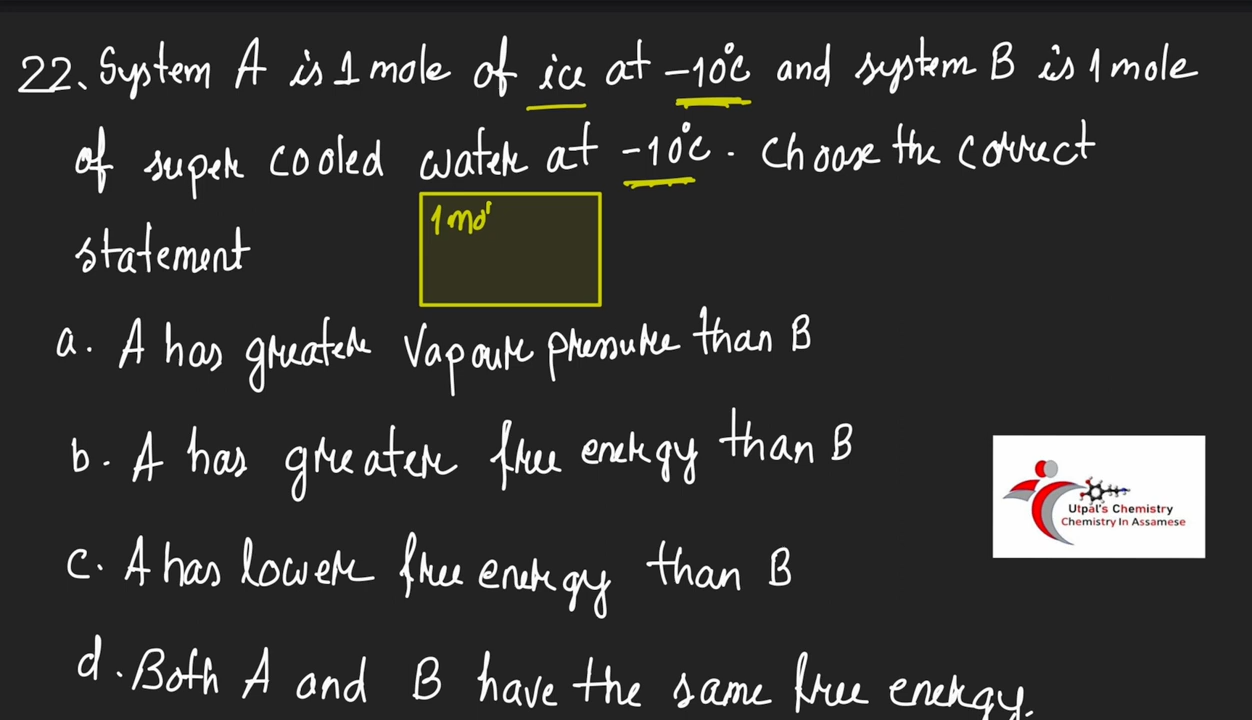 22. System A is 1 mole of ice at -10°C and system B is 1 mole
of super cooled water at -10°C. Choose the correct
statement
1 mol
a. A has greater vapour pressure than B
b. A has greater free energy than B
c. A has lower free energy than B
d. Both A and B have the same free energy.
Utpal's Chemistry
Chemistry In Assamese